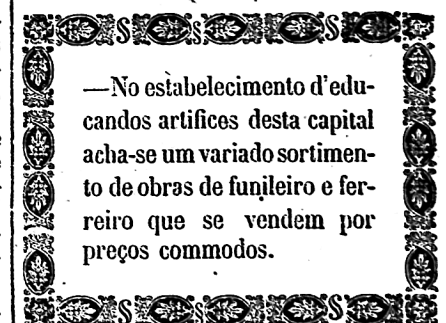 —No estabelecimento d'edu-
candos artifices desta capital
acha-se um variado sortimen-
to de obras de funileiro e fer-
reiro que se vendem por
preços commodos.